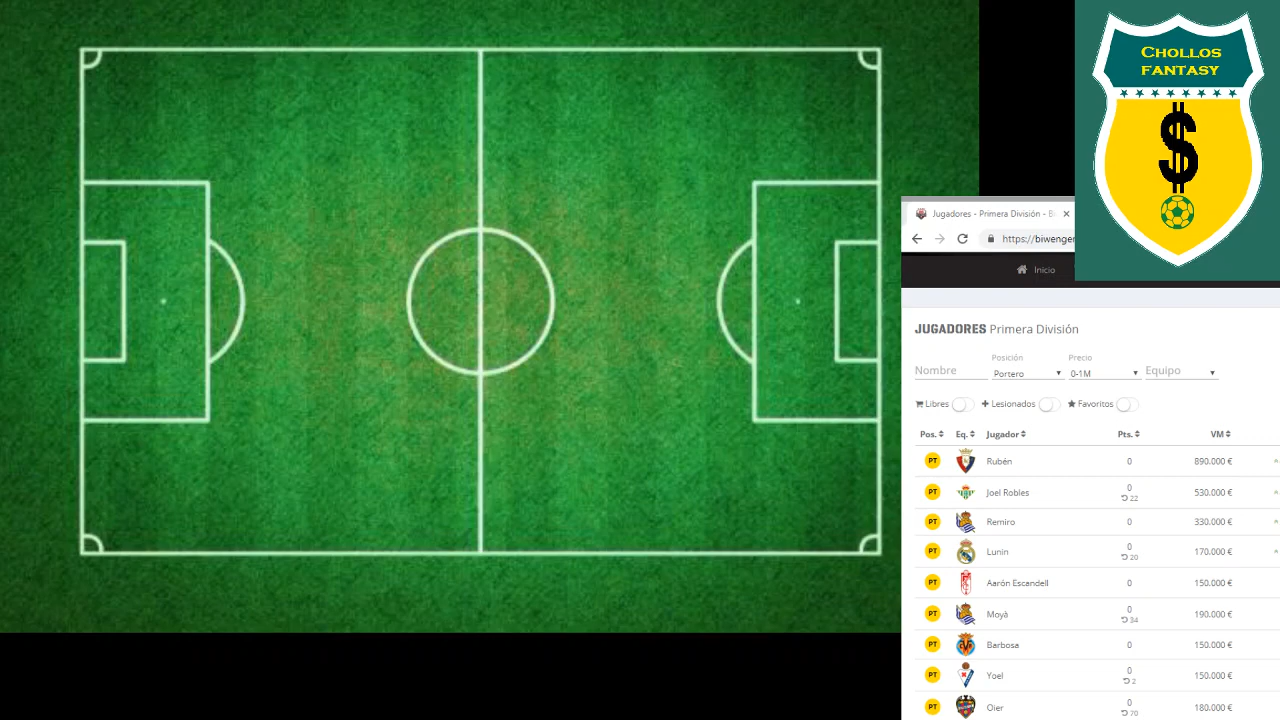 CHOLLOS
FANTASY
$
Jugadores - Primera División - B
https://biwenger
Inicio
JUGADORES Primera División
Nombre Posición Portero Precio 0-1M Equipo
Libres Lesionados Favoritos
Pos. Eq. Jugador Pts. VM
PT Rubén 0 890.000 €
PT Joel Robles 0 22 530.000 €
PT Remiro 0 330.000 €
PT Lunin 0 20 170.000 €
PT Aarón Escandell 0 150.000 €
PT Moyá 0 34 190.000 €
PT Barbosa 0 150.000 €
PT Yoel 0 2 150.000 €
PT Oier 0 70 180.000 €